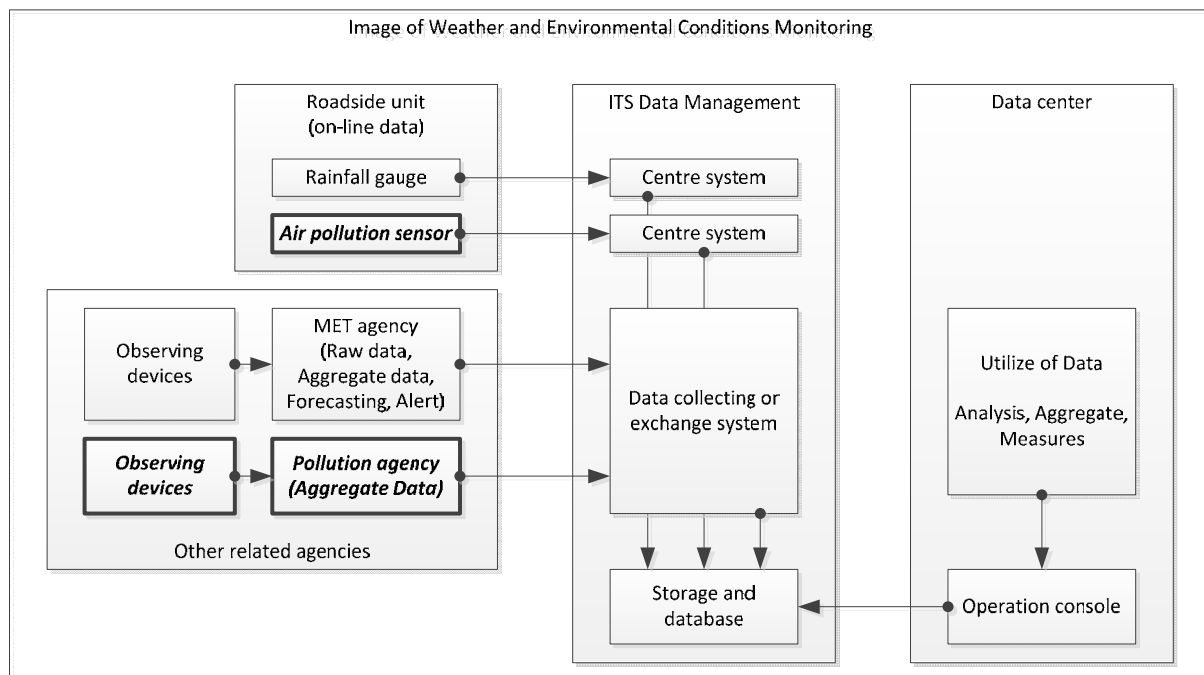 Image of Weather and Environmental Conditions Monitoring
Roadside unit
(on-line data)
Rainfall gauge
Air pollution sensor
Observing
devices
MET agency
(Raw data,
Aggregate data,
Forecasting, Alert)
Observing
devices
Pollution agency
(Aggregate Data)
Other related agencies
ITS Data Management
Centre system
Centre system
Data collecting or
exchange system
Storage and
database
Data center
Utilize of Data
Analysis, Aggregate,
Measures
Operation console